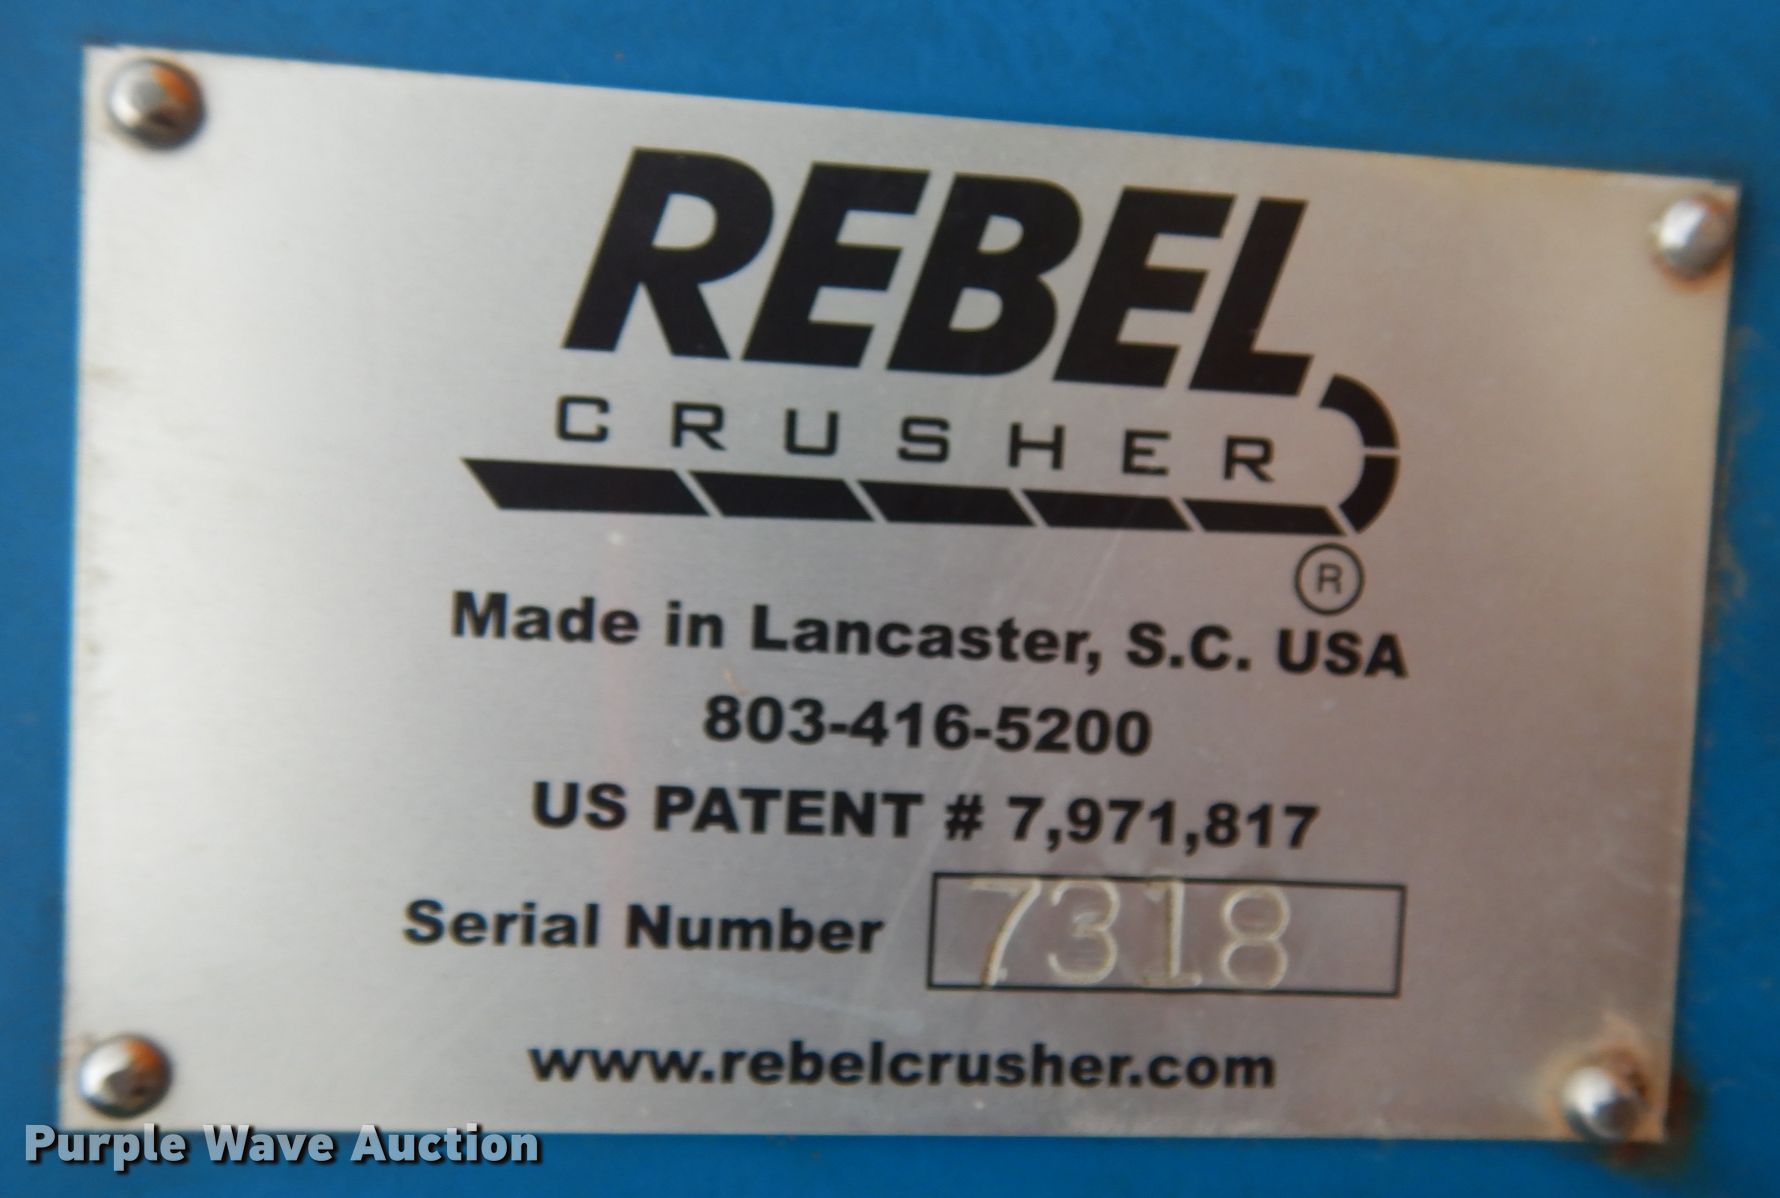 REBEL
CRUSHER
®
Made in Lancaster, S.C. USA
803-416-5200
US PATENT # 7,971,817
Serial Number 7318
www.rebelcrusher.com
Purple Wave Auction